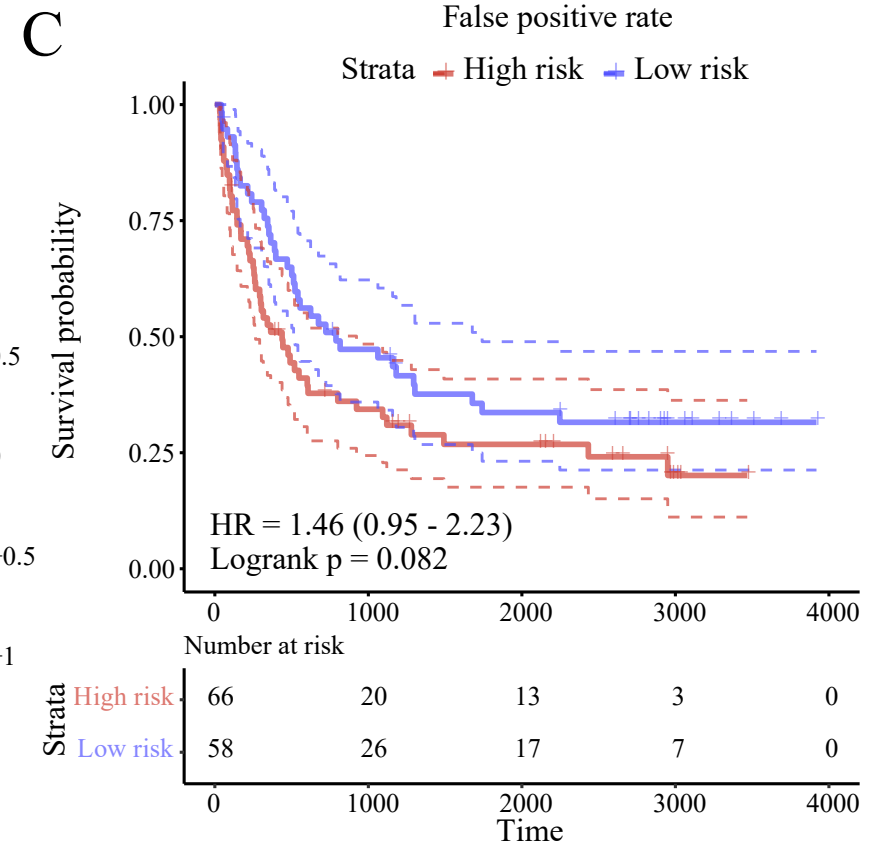 C
False positive rate
Strata High risk Low risk
1.00
0.75
0.50
0.25
0.00
Survival probability
HR = 1.46 (0.95 - 2.23)
Logrank p = 0.082
0 1000 2000 3000 4000
.5
0.5
1
Number at risk
Strata
High risk 66 20 13 3 0
Low risk 58 26 17 7 0
0 1000 2000 3000 4000
Time